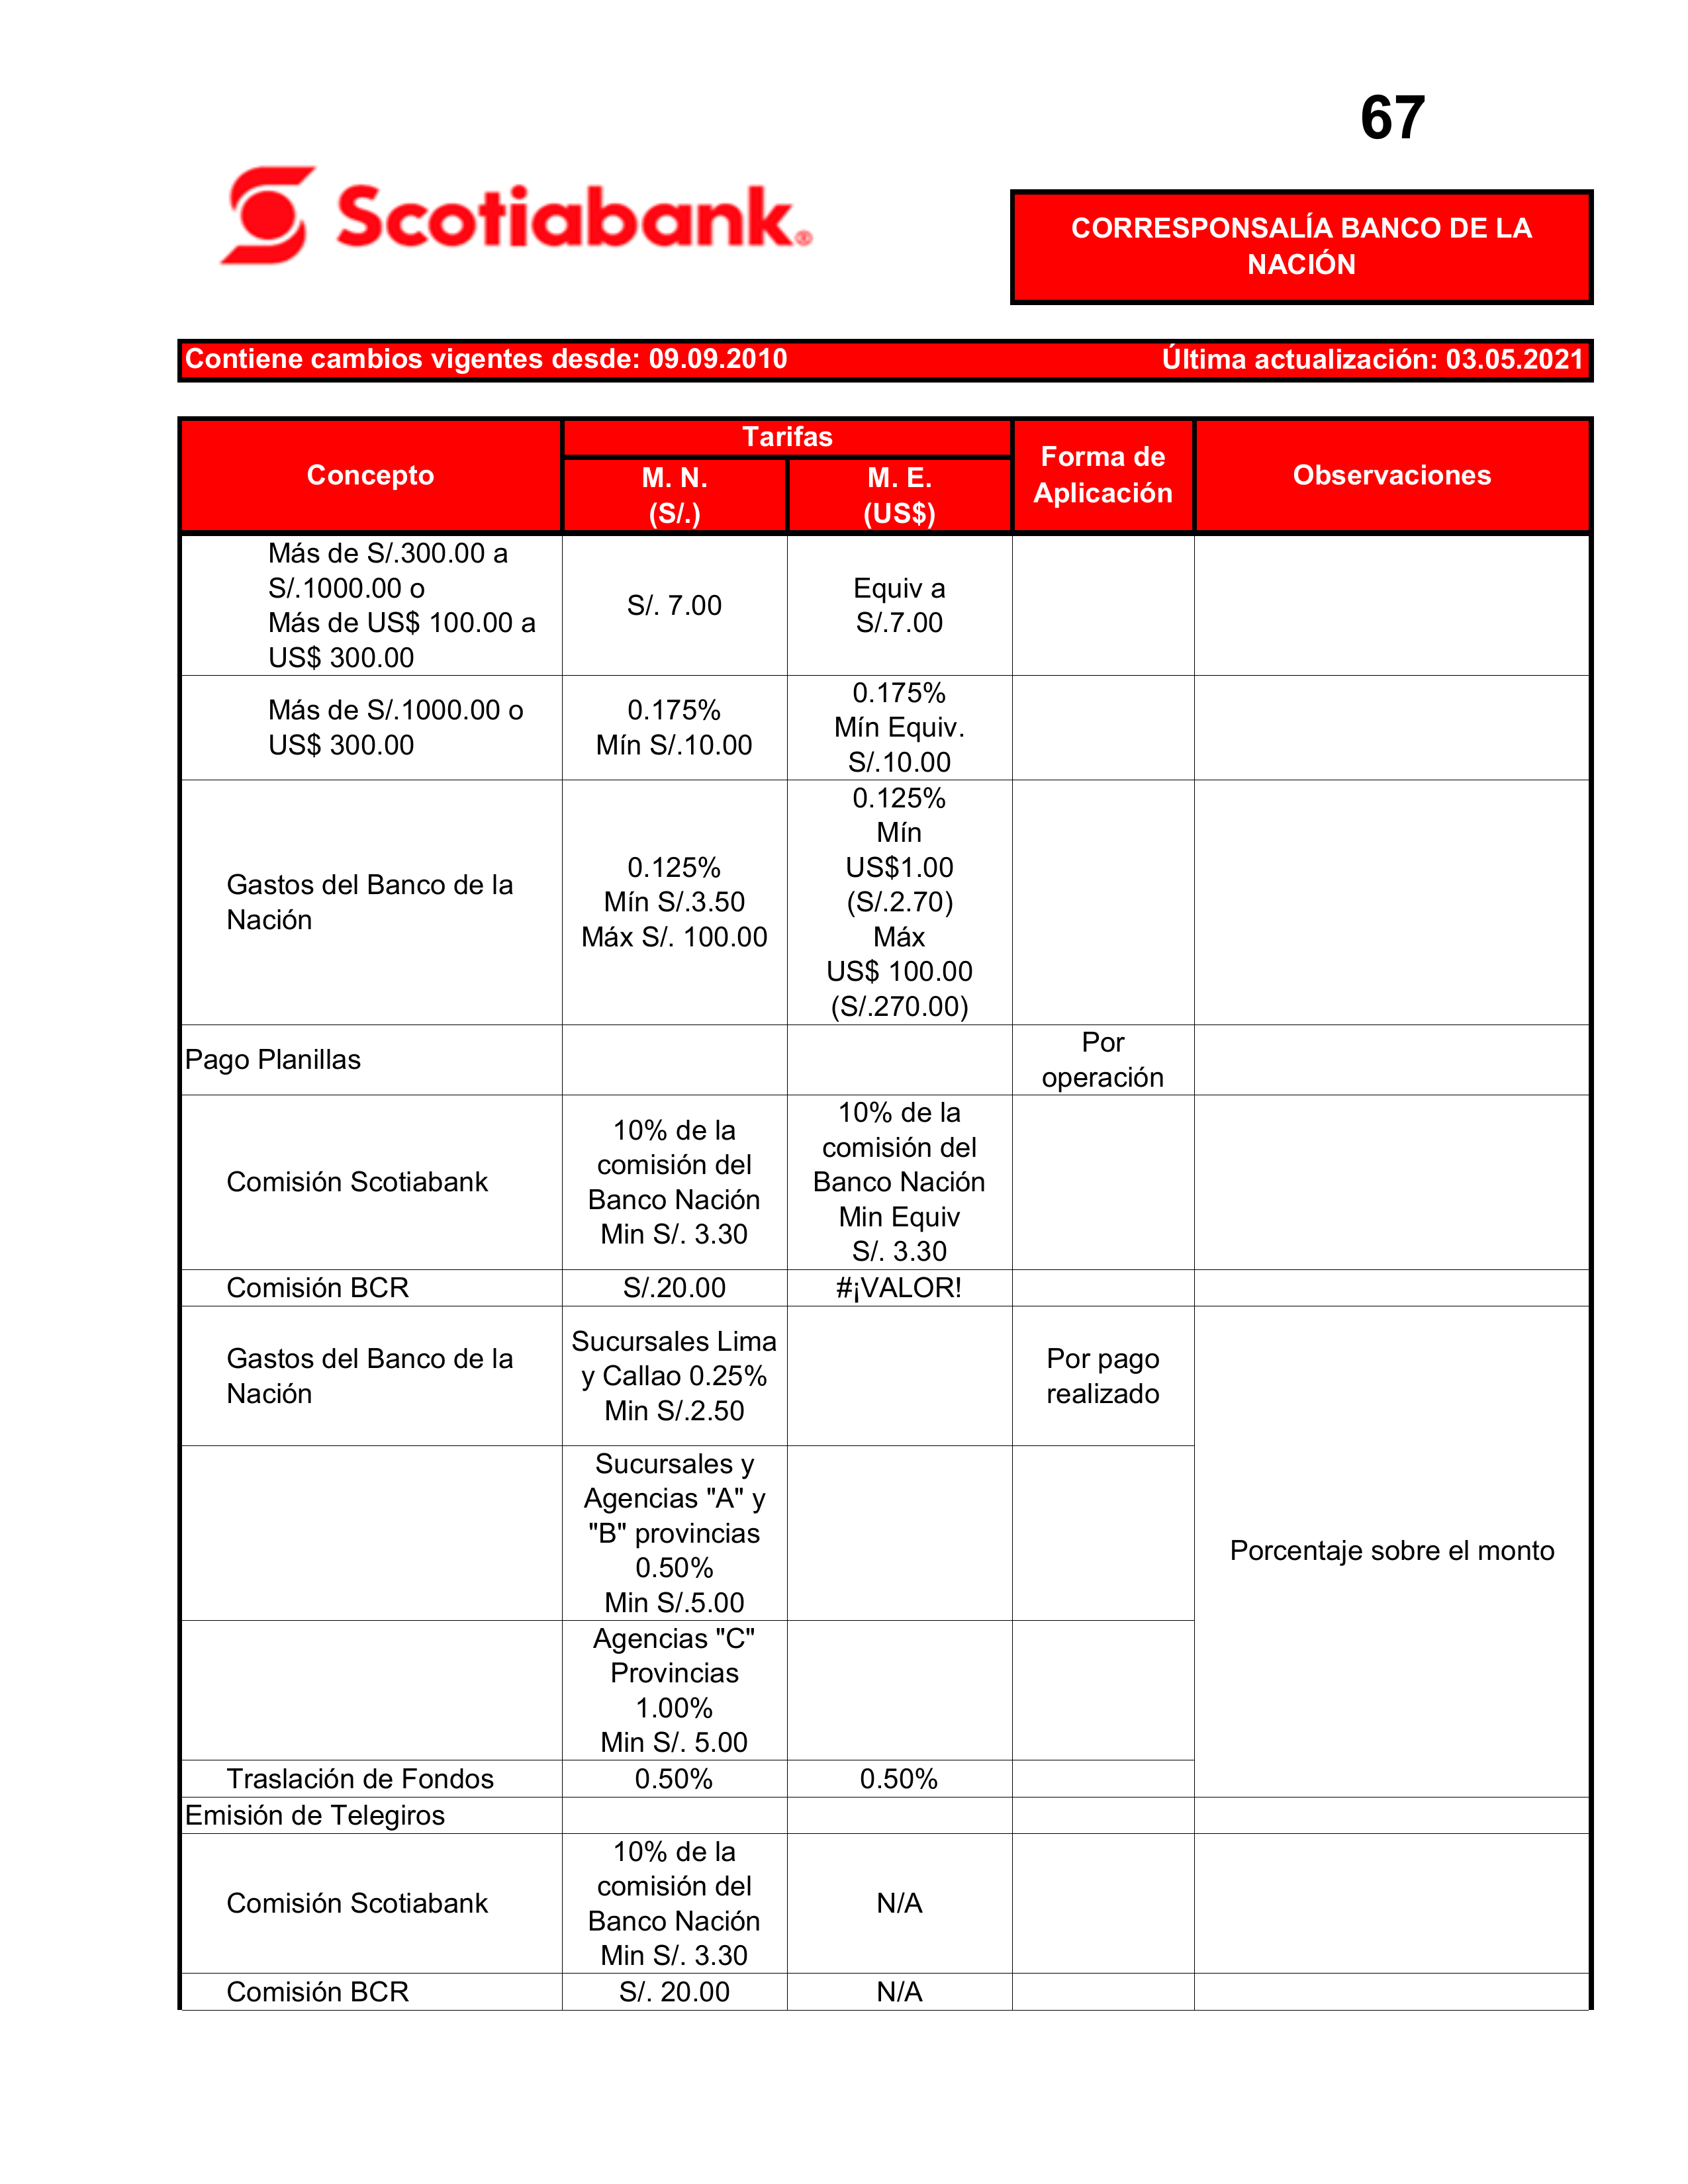 67
Scotiabank®
CORRESPONSALÍA BANCO DE LA
NACIÓN
Contiene cambios vigentes desde: 09.09.2010
Última actualización: 03.05.2021
Concepto
Tarifas
M. N.
(S/.)
M. E.
(US$)
Forma de
Aplicación
Observaciones
Más de S/.300.00 a
S/.1000.00 o
Más de US$ 100.00 a
US$ 300.00
S/. 7.00
Equiv a
S/.7.00
Más de S/.1000.00 o
US$ 300.00
0.175%
Mín S/.10.00
0.175%
Mín Equiv.
S/.10.00
Gastos del Banco de la
Nación
0.125%
Mín S/.3.50
Máx S/. 100.00
0.125%
Mín
US$1.00
(S/.2.70)
Máx
US$ 100.00
(S/.270.00)
Pago Planillas
Por
operación
Comisión Scotiabank
10% de la
comisión del
Banco Nación
Min S/. 3.30
10% de la
comisión del
Banco Nación
Min Equiv
S/. 3.30
Comisión BCR
S/.20.00
#¡VALOR!
Gastos del Banco de la
Nación
Sucursales Lima
y Callao 0.25%
Min S/.2.50
Por pago
realizado
Porcentaje sobre el monto
Sucursales y
Agencias "A" y
"B" provincias
0.50%
Min S/.5.00
Agencias "C"
Provincias
1.00%
Min S/. 5.00
Traslación de Fondos
0.50%
0.50%
Emisión de Telegiros
Comisión Scotiabank
10% de la
comisión del
Banco Nación
Min S/. 3.30
N/A
Comisión BCR
S/. 20.00
N/A